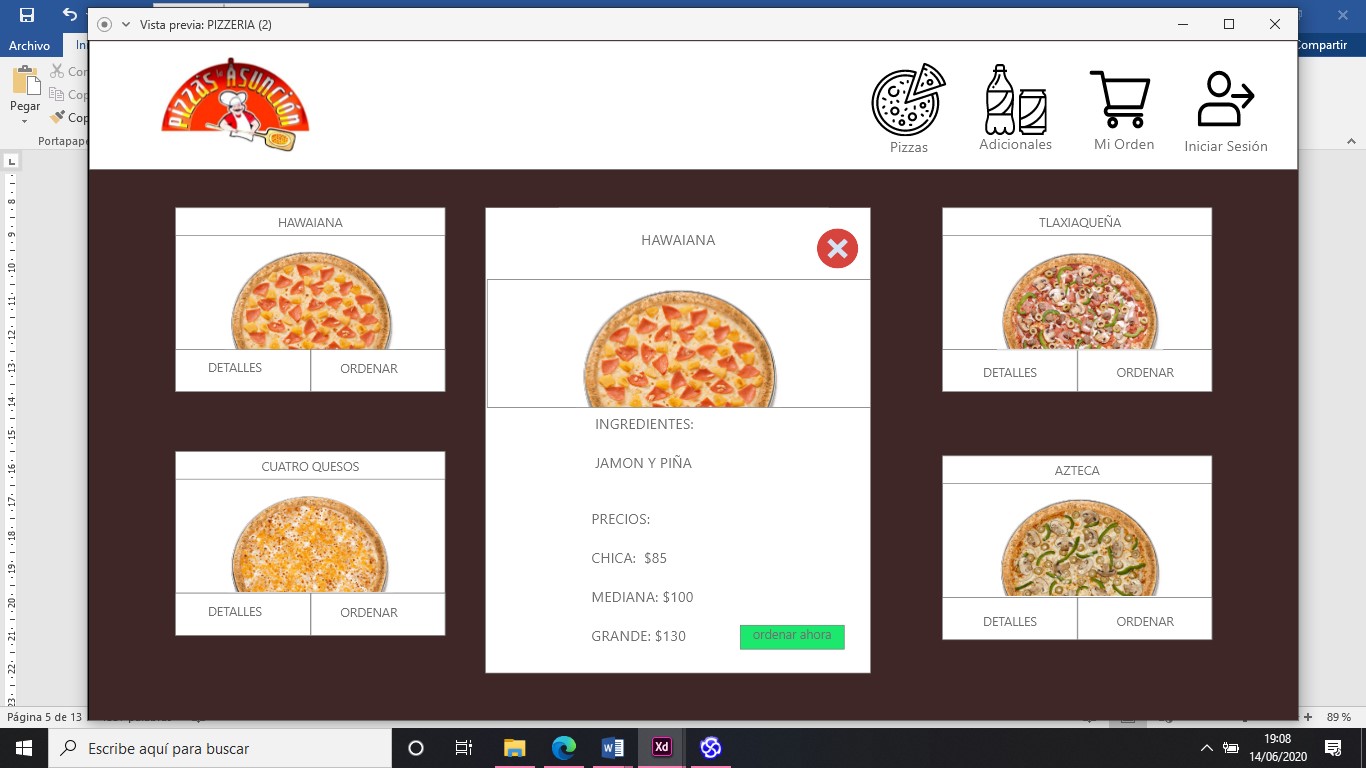 Vista previa: PIZZERIA (2)
Archivo
Compartir
Pegar
Portapape
PIZZAS la ASUNCIÓN
Pizzas
Adicionales
Mi Orden
Iniciar Sesión
HAWAIANA
DETALLES
ORDENAR
CUATRO QUESOS
DETALLES
ORDENAR
HAWAIANA
INGREDIENTES:
JAMON Y PIÑA
PRECIOS:
CHICA: $85
MEDIANA: $100
GRANDE: $130
ordenar ahora
TLAXIAQUEÑA
DETALLES
ORDENAR
AZTECA
DETALLES
ORDENAR
Página 5 de 13
89 %
Escribe aquí para buscar
Xd
19:08
14/06/2020